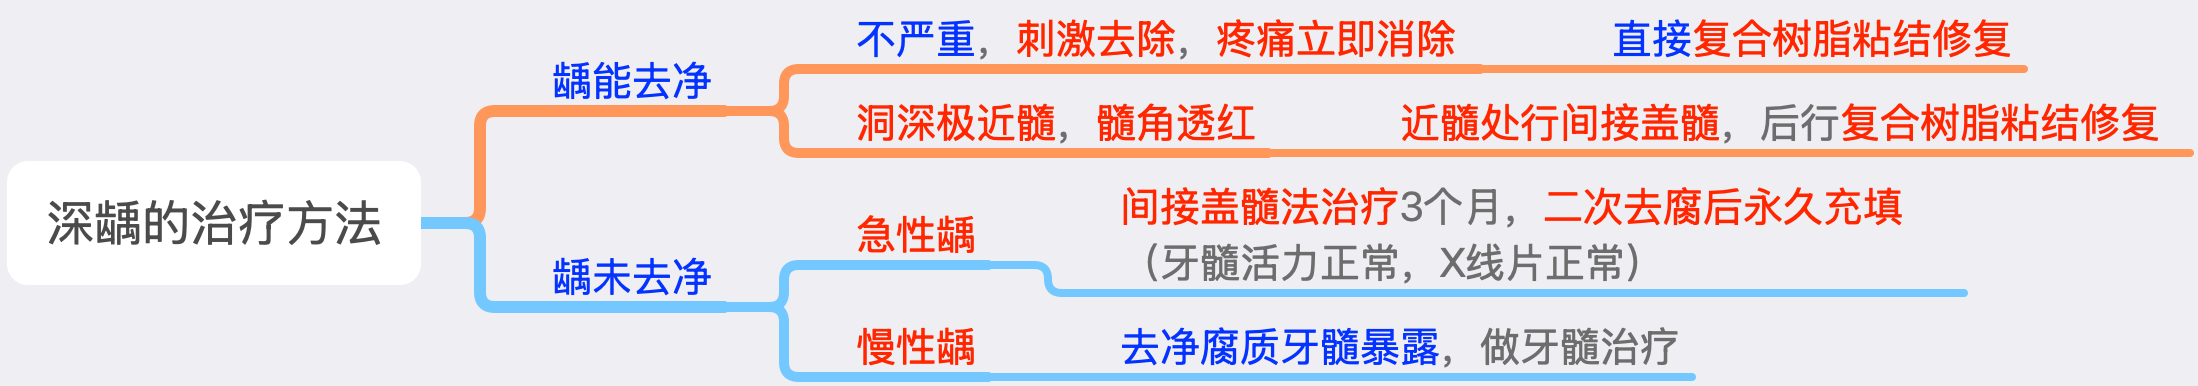 深龋的治疗方法
龋能去净
不严重，刺激去除，疼痛立即消除
直接复合树脂粘结修复
洞深极近髓，髓角透红
近髓处行间接盖髓，后行复合树脂粘结修复
龋未去净
急性龋
间接盖髓法治疗3个月，二次去腐后永久充填
（牙髓活力正常，X线片正常）
慢性龋
去净腐质牙髓暴露，做牙髓治疗